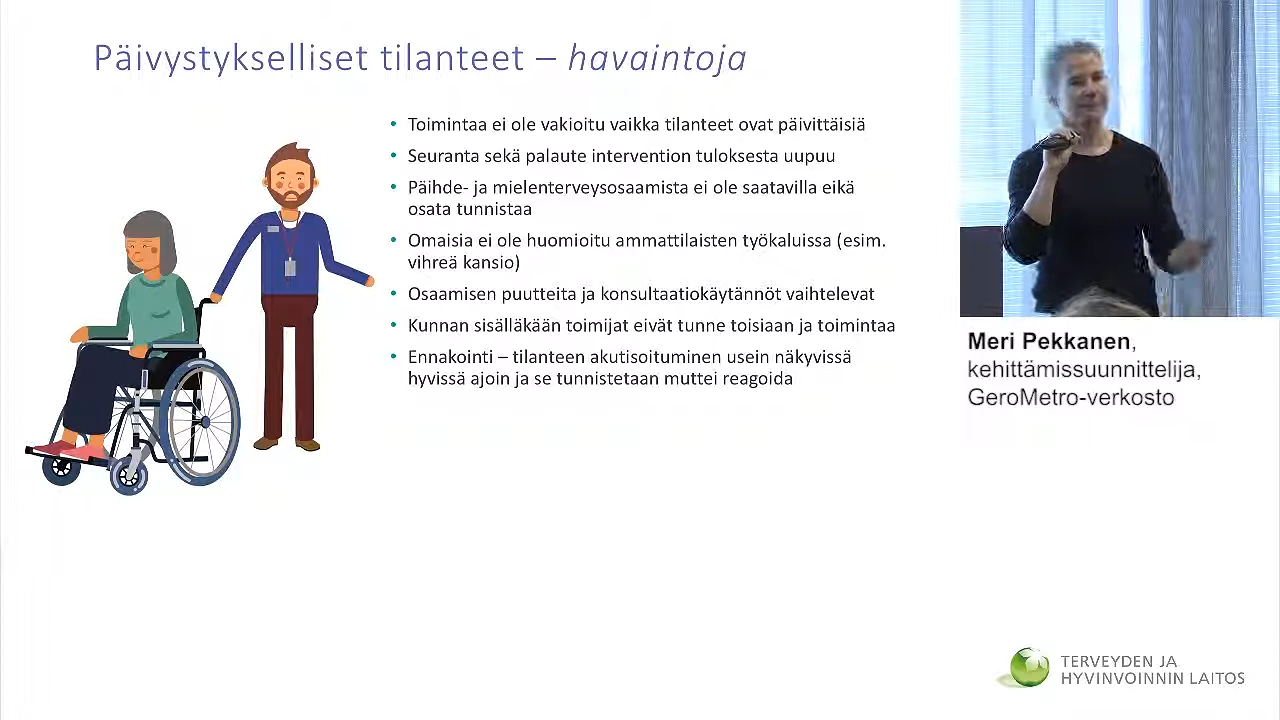 Päivystykselliset tilanteet – havaintoja
• Toimintaa ei ole vakioitu vaikka tilanteet ovat päivittäisiä
• Seuranta sekä palaute intervention tuloksesta uupuu
• Päihde- ja mielenterveysosaamista ei ole saatavilla eikä
osata tunnistaa
• Omaisia ei ole huomioitu ammattilaisten työkaluissa (esim.
vihreä kansio)
• Osaamisen puutteita ja konsultaatiokäytännöt vaihtelevat
• Kunnan sisälläkään toimijat eivät tunne toisiaan ja toimintaa
• Ennakointi – tilanteen akutisoituminen usein näkyvissä
hyvissä ajoin ja se tunnistetaan muttei reagoida
Meri Pekkanen,
kehittämissuunnittelija,
GeroMetro-verkosto
TERVEYDEN JA
HYVINVOINNIN LAITOS